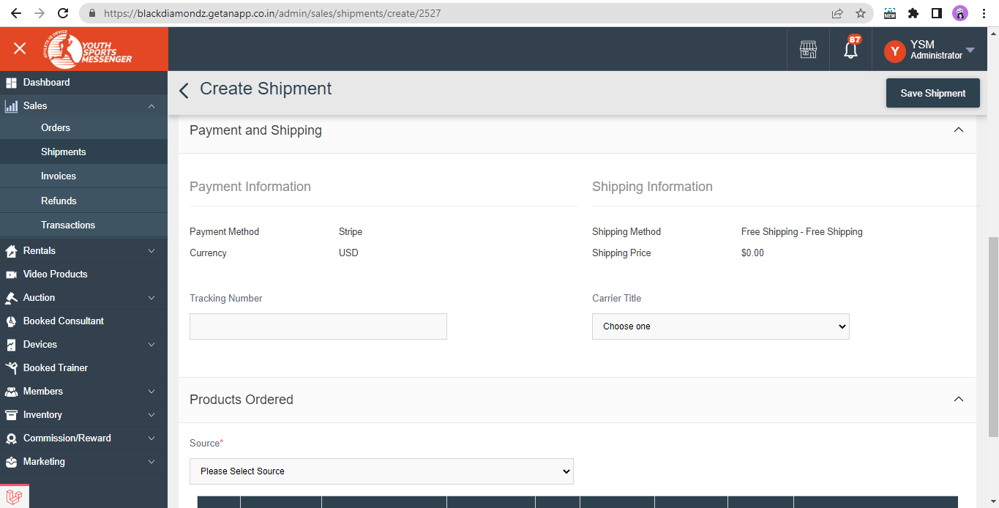 https://blackdiamondz.getanapp.co.in/admin/sales/shipments/create/2527
NEW
ATHLETE IQ DEVICE
YOUTH
SPORTS
MESSENGER
87
Y
YSM
Administrator
Dashboard
Sales
Orders
Shipments
Invoices
Refunds
Transactions
Rentals
Video Products
Auction
Booked Consultant
Devices
Booked Trainer
Members
Inventory
Commission/Reward
Marketing
Create Shipment
Save Shipment
Payment and Shipping
Payment Information
Shipping Information
Payment Method Stripe
Shipping Method Free Shipping - Free Shipping
Currency USD
Shipping Price $0.00
Tracking Number
Carrier Title
Choose one
Products Ordered
Source*
Please Select Source